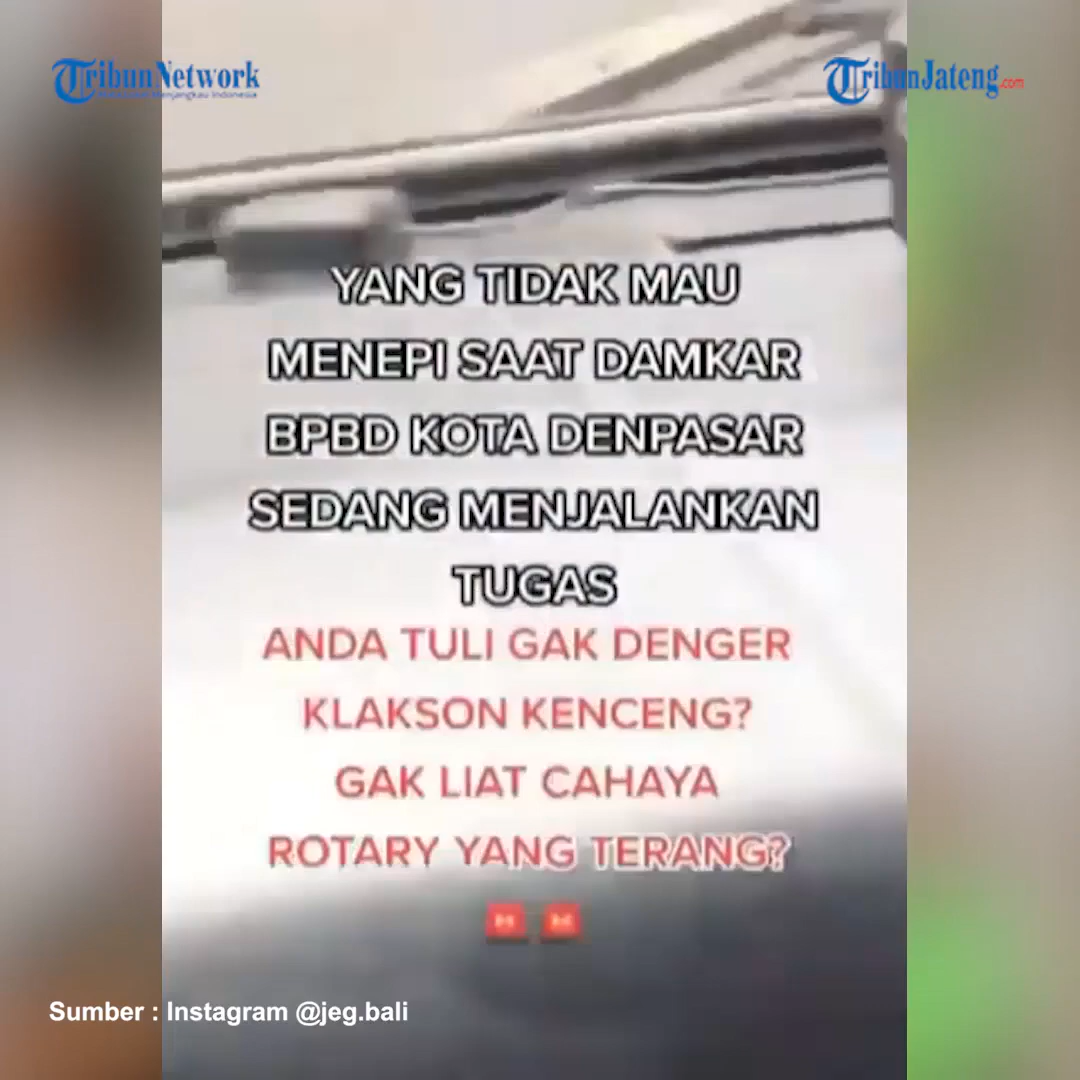 TribunNetwork
TribunJateng.com
YANG TIDAK MAU
MENEPI SAAT DAMKAR
BPBD KOTA DENPASAR
SEDANG MENJALANKAN
TUGAS
ANDA TULI GAK DENGER
KLAKSON KENCENG?
GAK LIAT CAHAYA
ROTARY YANG TERANG?
Sumber : Instagram @jeg.bali